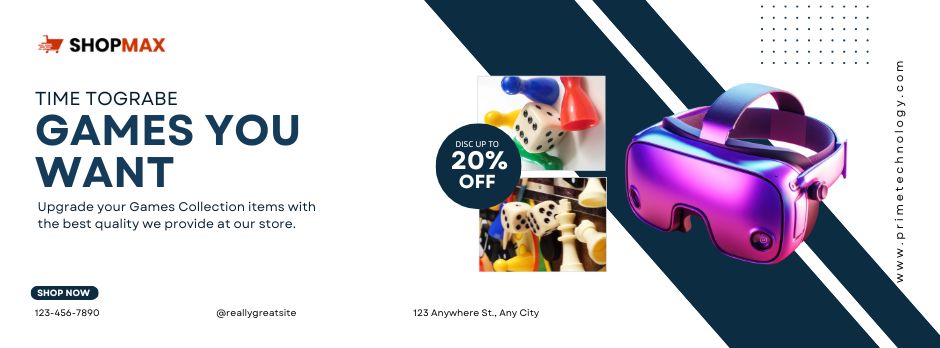 SHOPMAX
TIME TOGRABE
GAMES YOU
WANT
Upgrade your Games Collection items with
the best quality we provide at our store.
SHOP NOW
123-456-7890
@reallygreatsite
123 Anywhere St., Any City
DISC UP TO
20%
OFF
www.primetechnology.com